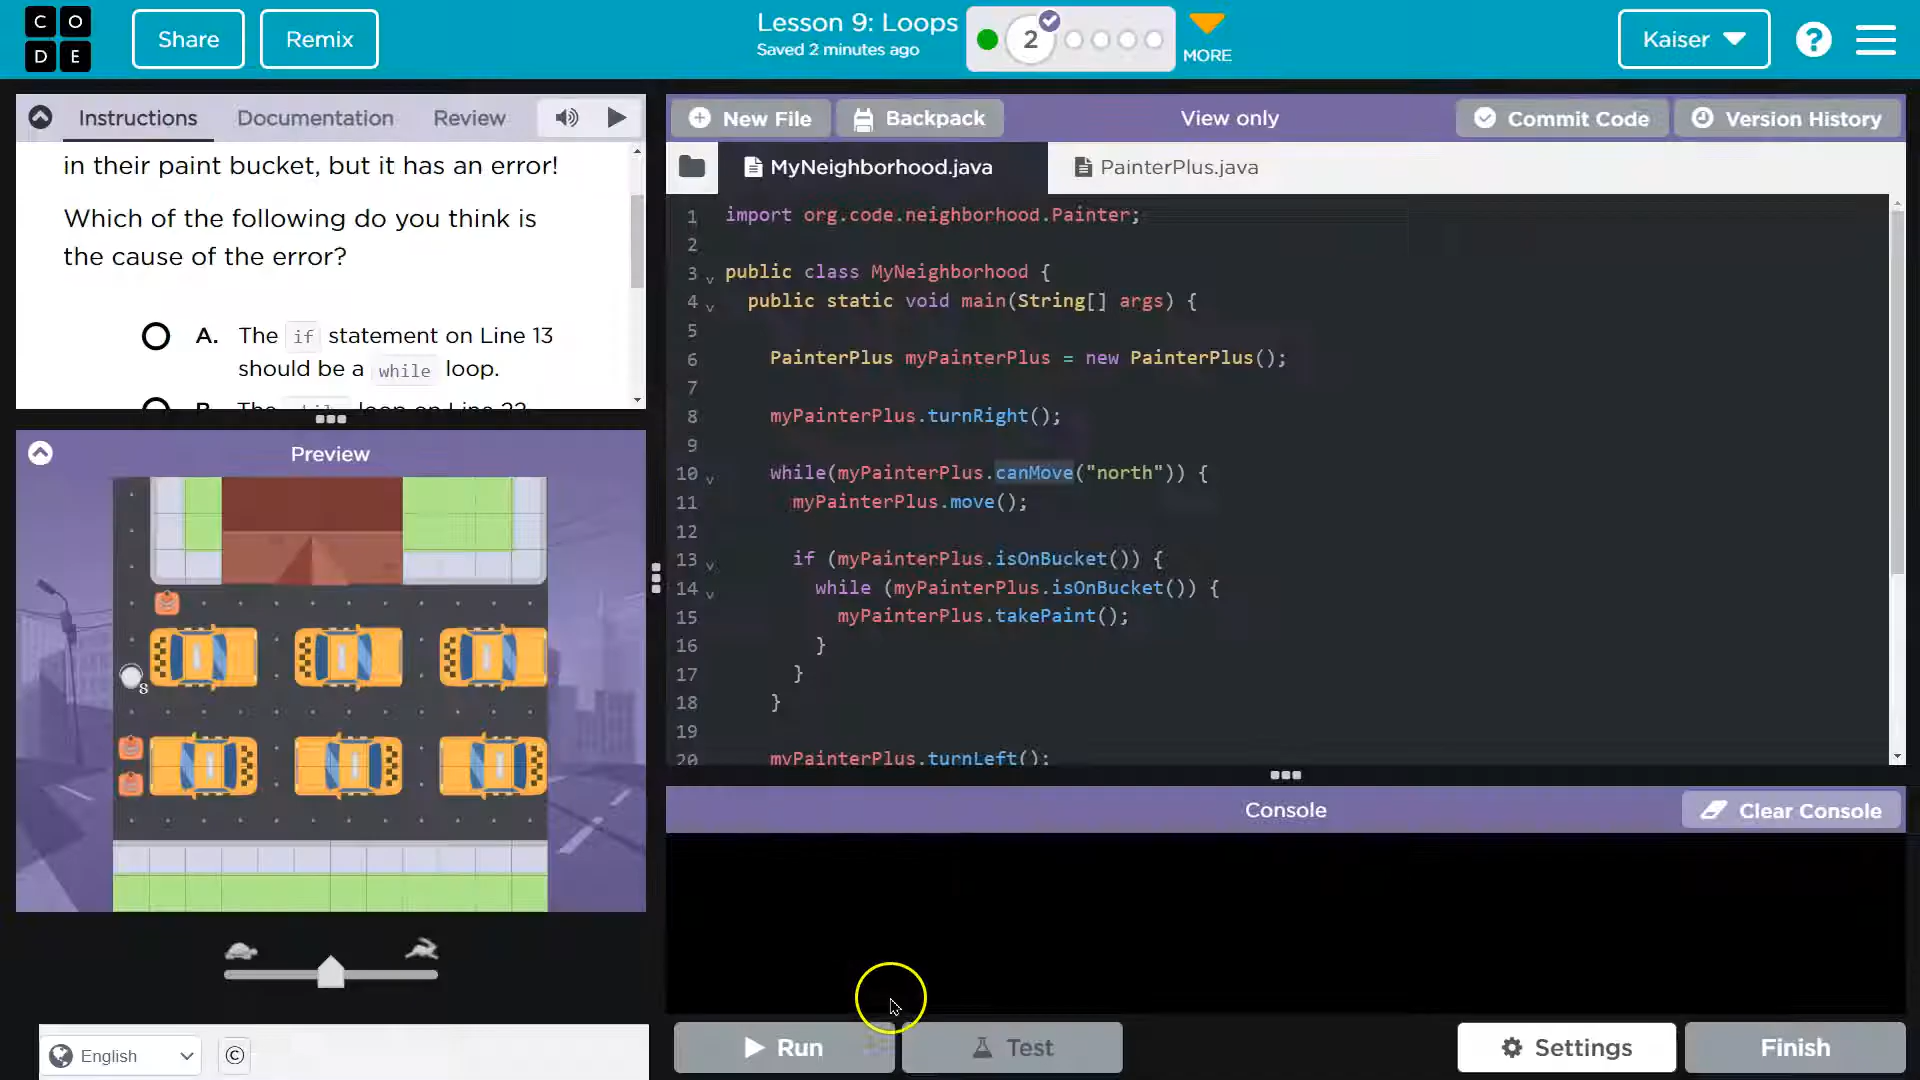 C O
D E
Share
Remix
Lesson 9: Loops
Saved 2 minutes ago
2
MORE
Kaiser
?
Instructions
Documentation
Review
in their paint bucket, but it has an error!
Which of the following do you think is
the cause of the error?
A. The if statement on Line 13
should be a while loop.
Preview
8
English
©
New File
Backpack
View only
Commit Code
Version History
MyNeighborhood.java
PainterPlus.java
1 import org.code.neighborhood.Painter;
2
3 public class MyNeighborhood {
4 public static void main(String[] args) {
5
6 PainterPlus myPainterPlus = new PainterPlus();
7
8 myPainterPlus.turnRight();
9
10 while(myPainterPlus.canMove("north")) {
11 myPainterPlus.move();
12
13 if (myPainterPlus.isOnBucket()) {
14 while (myPainterPlus.isOnBucket()) {
15 myPainterPlus.takePaint();
16 }
17 }
18 }
19
20 myPainterPlus.turnLeft();
Console
Clear Console
Run
Test
Settings
Finish